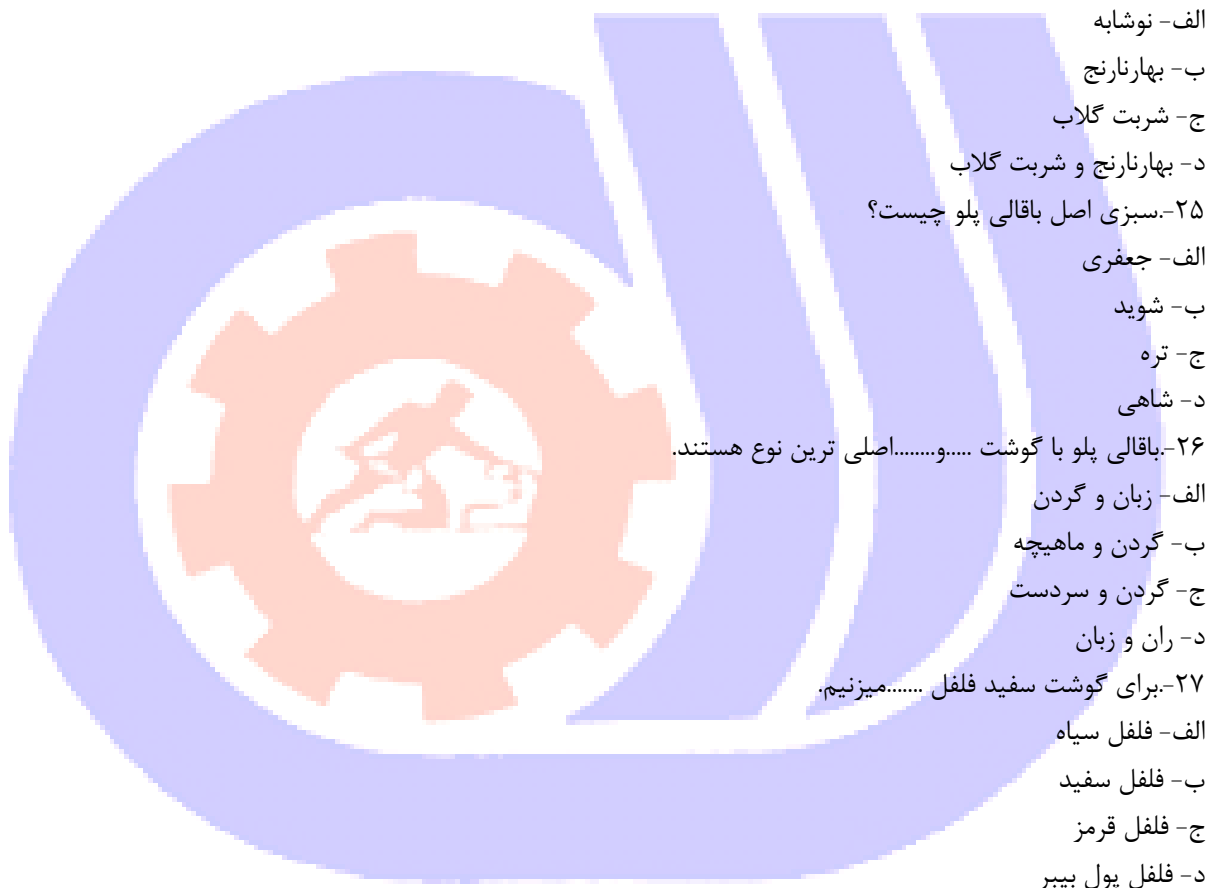 الف- نوشابه
ب- بهارنارنج
ج- شربت گلاب
د- بهارنارنج و شربت گلاب
۲۵-.سبزی اصل باقالی پلو چیست؟
الف- جعفری
ب- شوید
ج- تره
د- شاهی
۲۶-.باقالی پلو با گوشت .....و........اصلی ترین نوع هستند.
الف- زبان و گردن
ب- گردن و ماهیچه
ج- گردن و سردست
د- ران و زبان
۲۷-.برای گوشت سفید فلفل .......میزنیم.
الف- فلفل سیاه
ب- فلفل سفید
ج- فلفل قرمز
د- فلفل پول بیبر